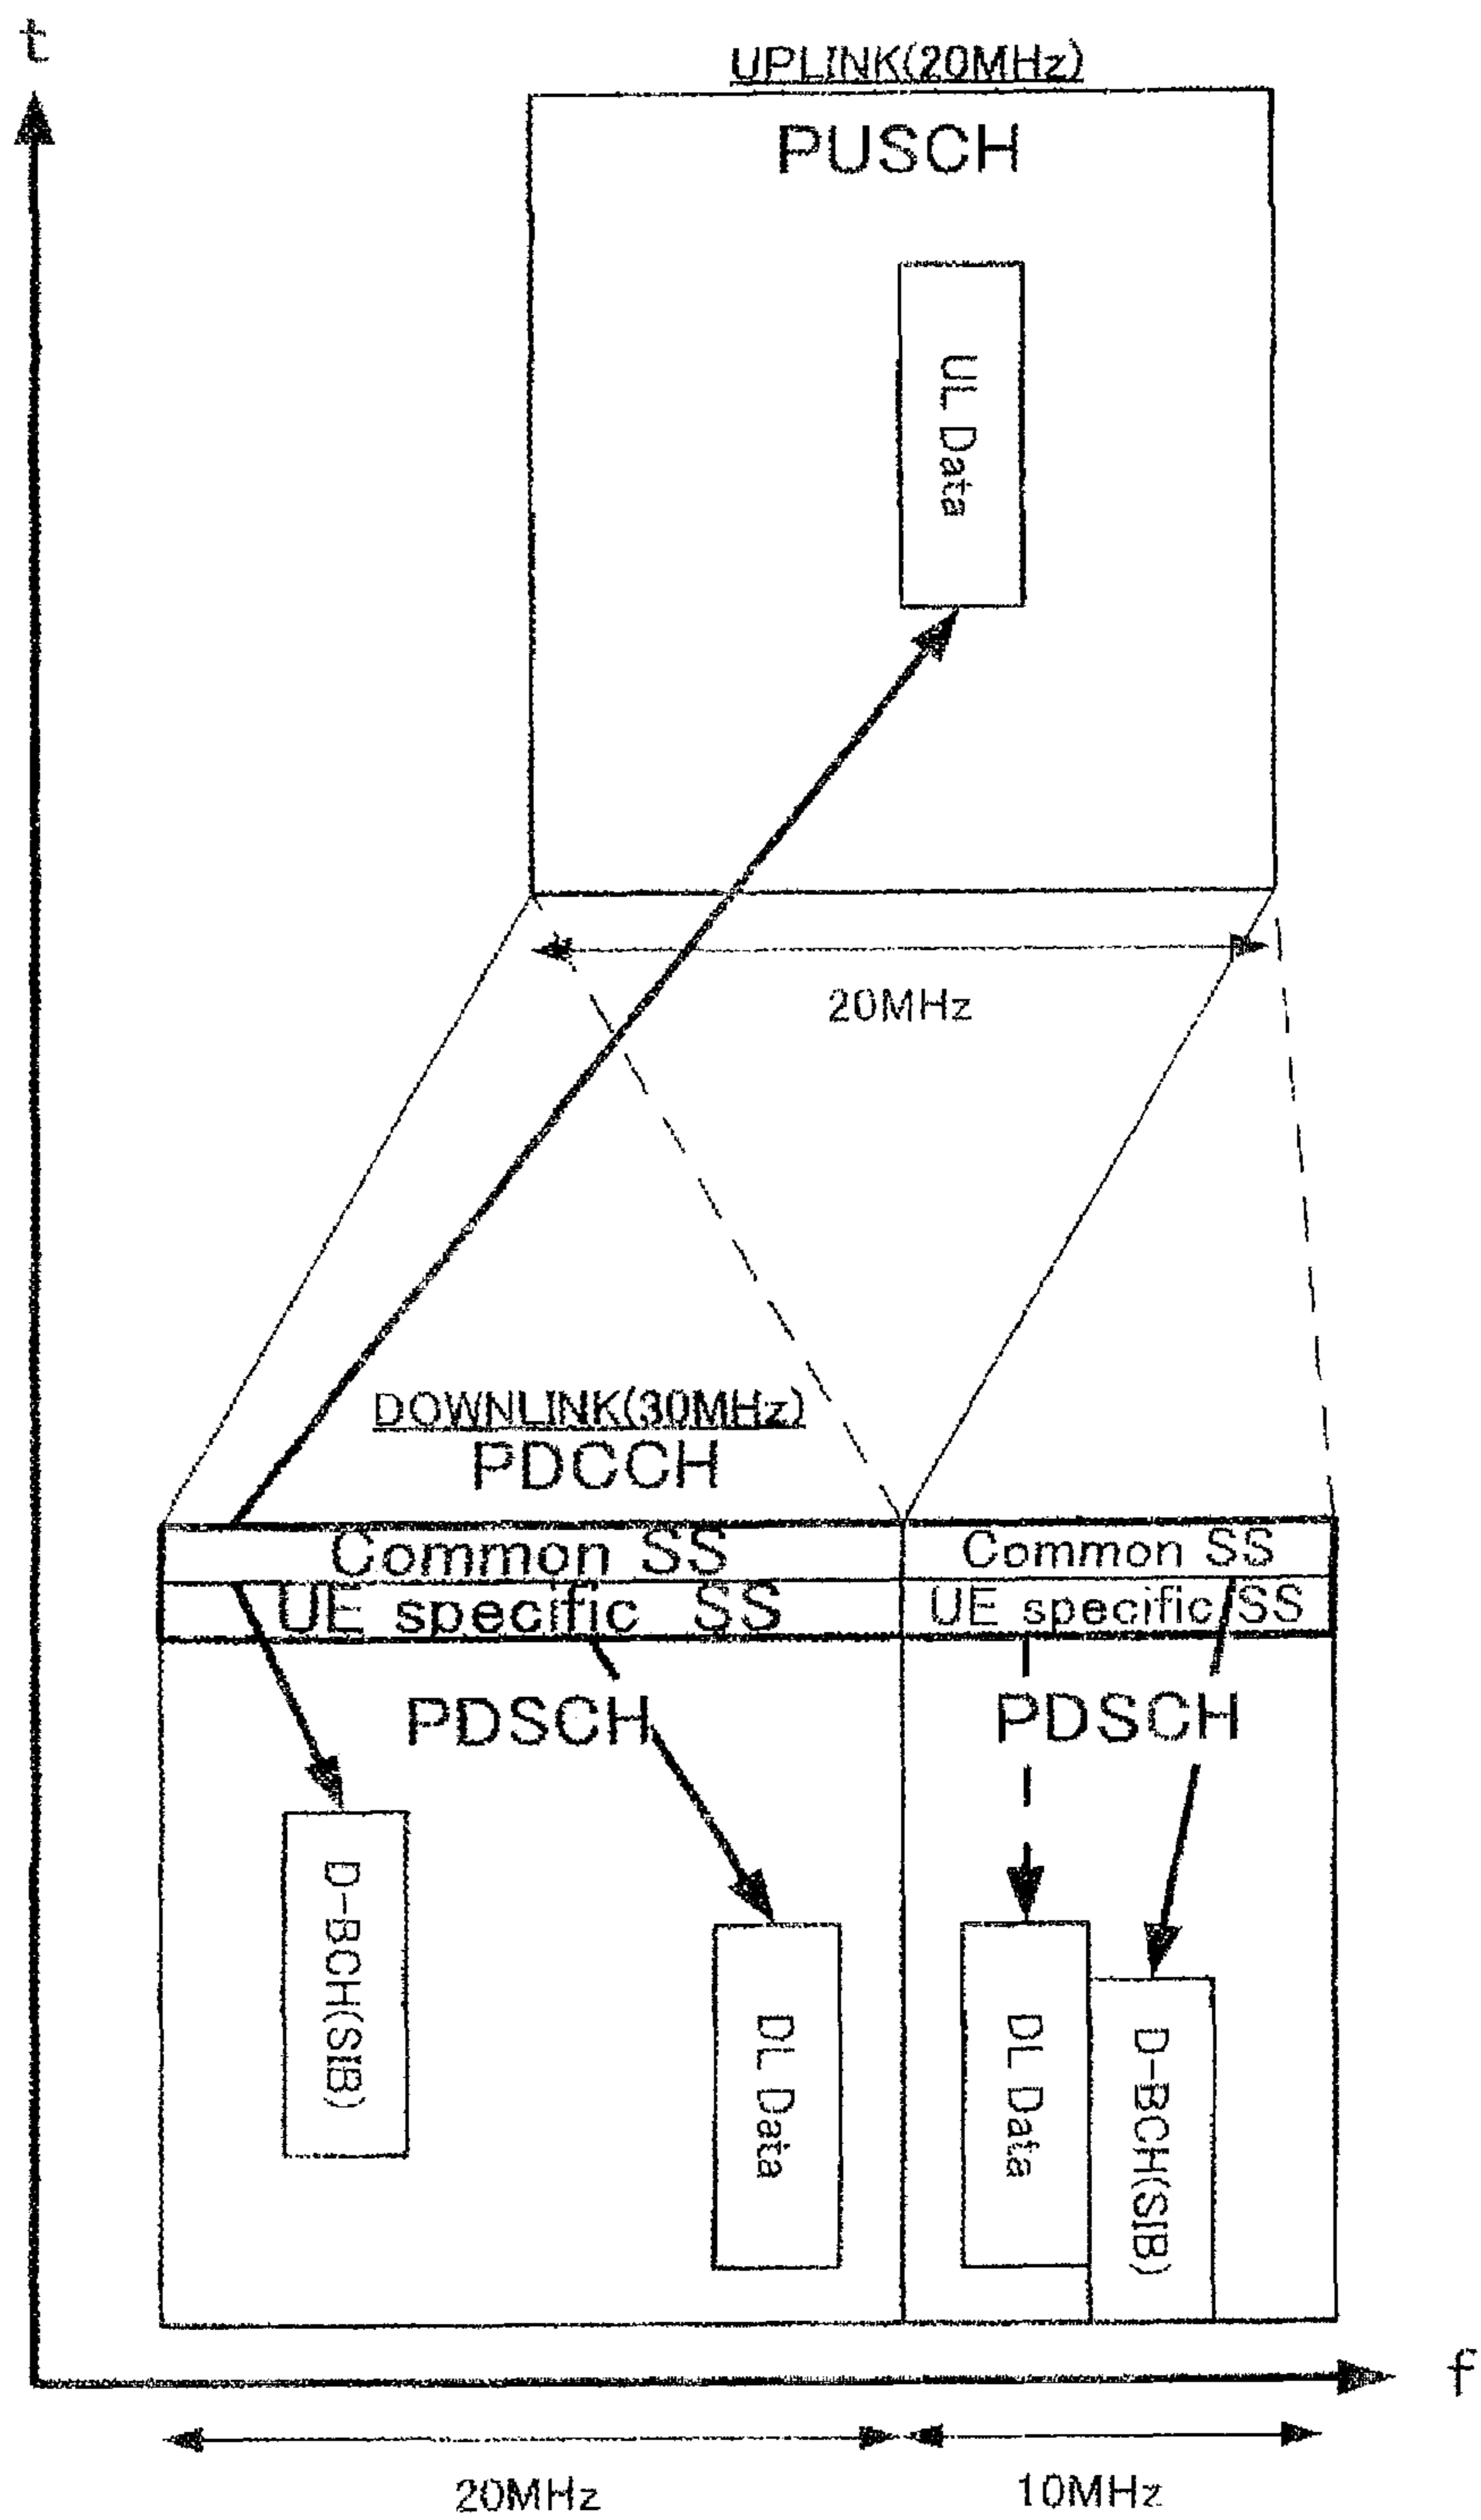 t
UPLINK(20MHz)
PUSCH
UL Data
20MHz
DOWNLINK(30MHz)
PDCCH
Common SS
Common SS
UE specific SS
UE specific SS
PDSCH
PDSCH
D-BCH(SIB)
DL Data
DL Data
D-BCH(SIB)
f
20MHz
10MHz